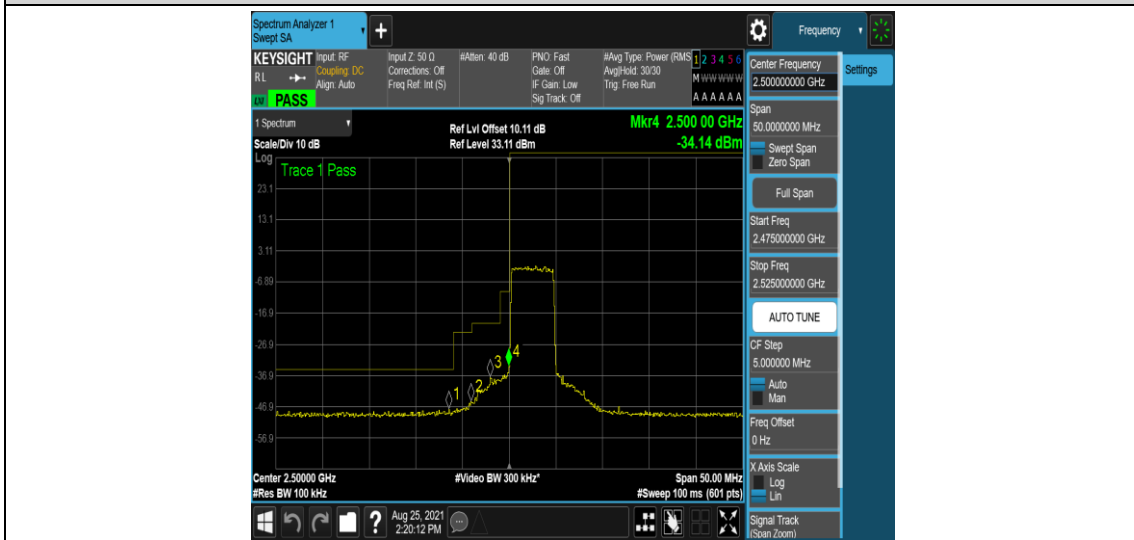 Spectrum Analyzer 1
Swept SA
+
Frequency
KEYSIGHT
Input: RF
Coupling: DC
Align: Auto
R L
LXI
PASS
Input Z: 50 Ω
Corrections: Off
Freq Ref: Int (S)
#Atten: 40 dB
PNO: Fast
Gate: Off
IF Gain: Low
Sig Track: Off
#Avg Type: Power (RMS
Avg|Hold: 30/30
Trig: Free Run
1 2 3 4 5 6
M W W W W W
A A A A A A
Center Frequency
2.500000000 GHz
Settings
Span
50.0000000 MHz
Swept Span
Zero Span
Full Span
Start Freq
2.475000000 GHz
Stop Freq
2.525000000 GHz
AUTO TUNE
CF Step
5.000000 MHz
Auto
Man
Freq Offset
0 Hz
X Axis Scale
Log
Lin
Signal Track
(Span Zoom)
1 Spectrum
Scale/Div 10 dB
Ref Lvl Offset 10.11 dB
Ref Level 33.11 dBm
Mkr4 2.500 00 GHz
-34.14 dBm
Log
Trace 1 Pass
23.1
13.1
3.11
-6.89
-16.9
-26.9
-36.9
-46.9
-56.9
1
2
3
4
Center 2.50000 GHz
#Res BW 100 kHz
#Video BW 300 kHz*
Span 50.00 MHz
#Sweep 100 ms (601 pts)
?
Aug 25, 2021
2:20:12 PM